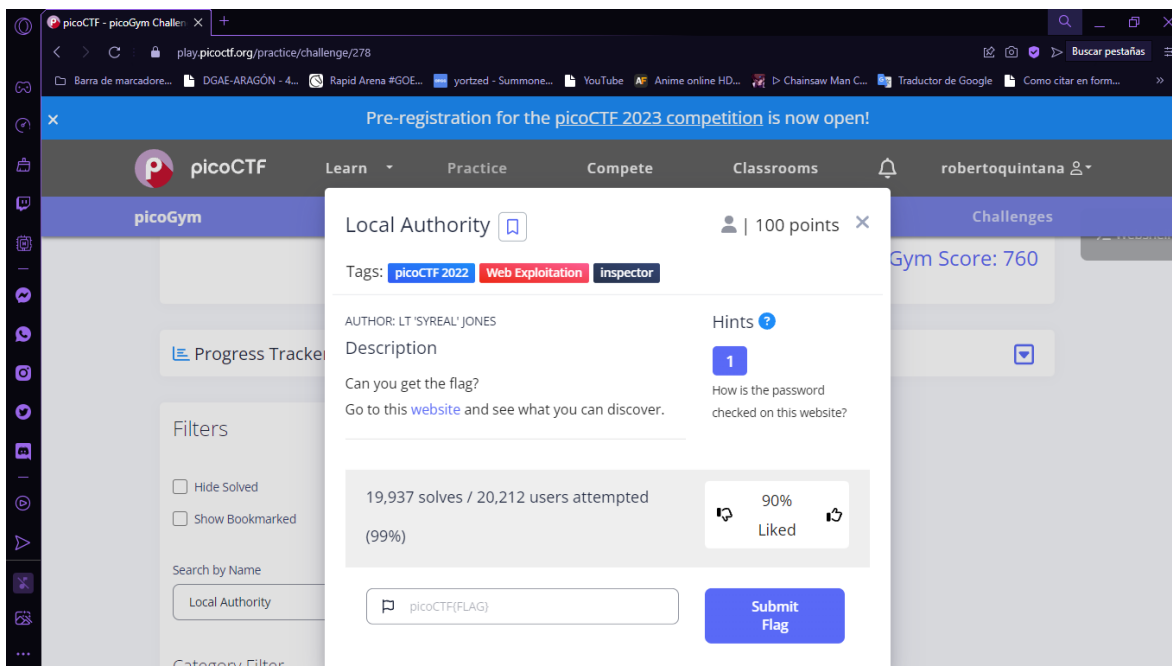 picoCTF - picoGym Challen
play.picoctf.org/practice/challenge/278
Buscar pestañas
Barra de marcadore...
DGAE-ARAGÓN - 4...
Rapid Arena #GOE...
yortzed - Summone...
YouTube
Anime online HD...
▷ Chainsaw Man C...
Traductor de Google
Como citar en form...
»
Pre-registration for the picoCTF 2023 competition is now open!
picoCTF
Learn
Practice
Compete
Classrooms
robertoquintana
picoGym
Challenges
Gym Score: 760
Progress Tracker
Filters
Hide Solved
Show Bookmarked
Search by Name
Local Authority
Category Filter
Local Authority
| 100 points
Tags: picoCTF 2022 Web Exploitation inspector
AUTHOR: LT 'SYREAL' JONES
Description
Can you get the flag?
Go to this website and see what you can discover.
Hints ?
1
How is the password
checked on this website?
19,937 solves / 20,212 users attempted
(99%)
90%
Liked
picoCTF{FLAG}
Submit
Flag